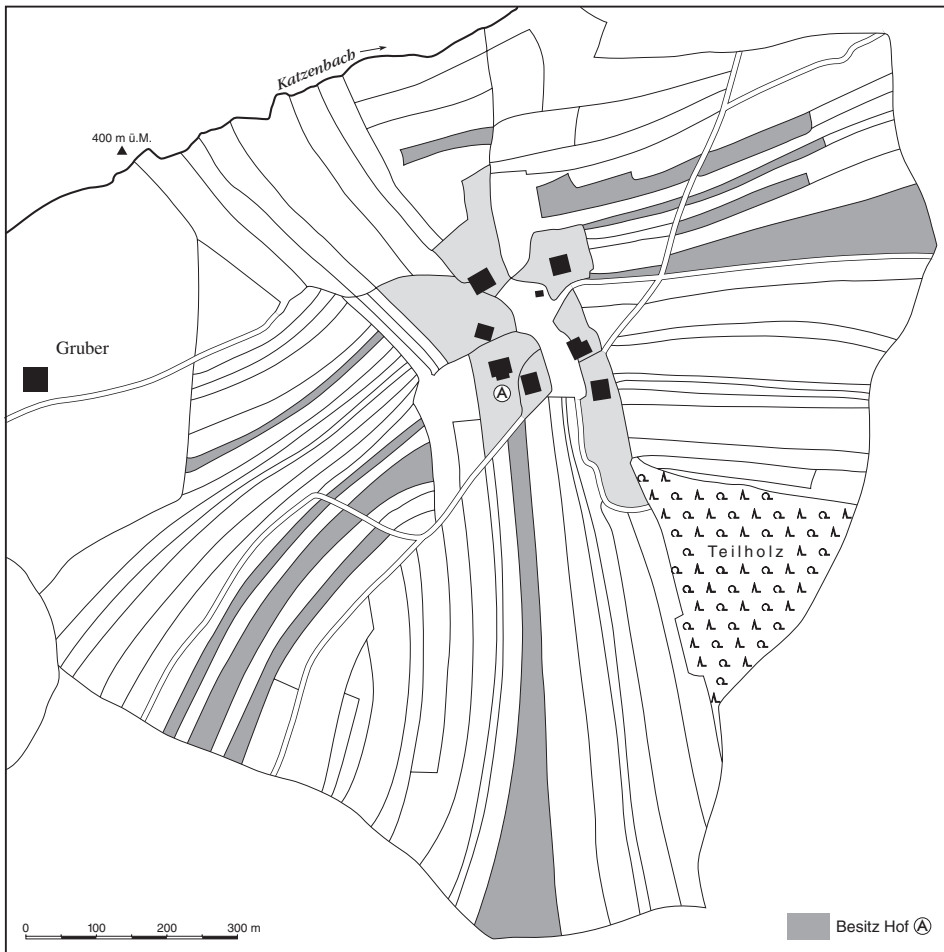 Katzenbach
400 m ü.M.
Gruber
A
Teilholz
0 100 200 300 m
Besitz Hof A